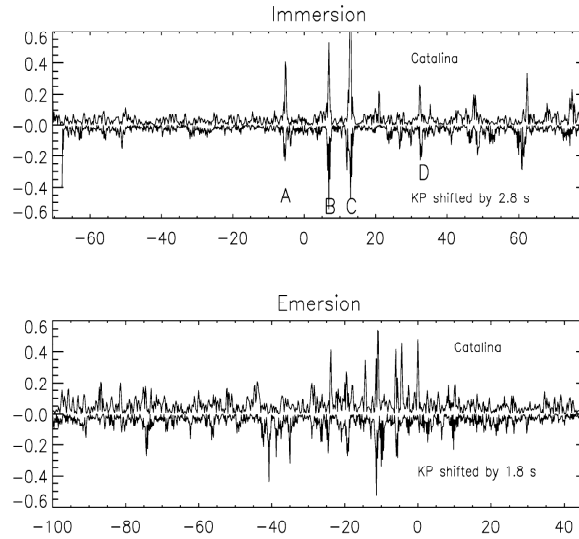 Immersion
0.6
Catalina
0.4
0.2
-0.0
-0.2
-0.4
A
B
C
D
KP shifted by 2.8 s
-0.6
-60 -40 -20 0 20 40 60
Emersion
0.6
Catalina
0.4
0.2
-0.0
-0.2
-0.4
KP shifted by 1.8 s
-0.6
-100 -80 -60 -40 -20 0 20 40